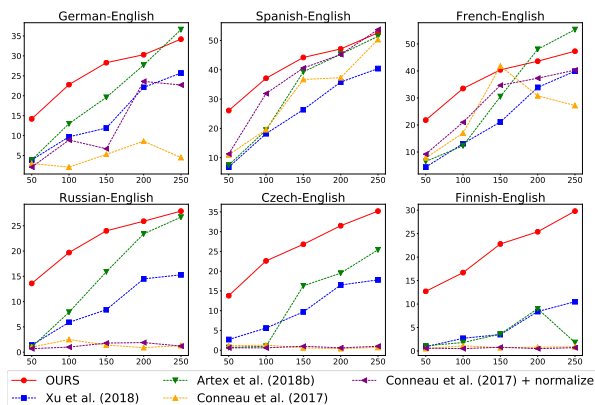 German-English
Spanish-English
French-English
35
30
25
20
15
10
5
50 100 150 200 250
50
40
30
20
10
50 100 150 200 250
50
40
30
20
10
50 100 150 200 250
Russian-English
Czech-English
Finnish-English
25
20
15
10
5
0
50 100 150 200 250
35
30
25
20
15
10
5
0
50 100 150 200 250
30
25
20
15
10
5
0
50 100 150 200 250
OURS
Xu et al. (2018)
Artex et al. (2018b)
Conneau et al. (2017)
Conneau et al. (2017) + normalize